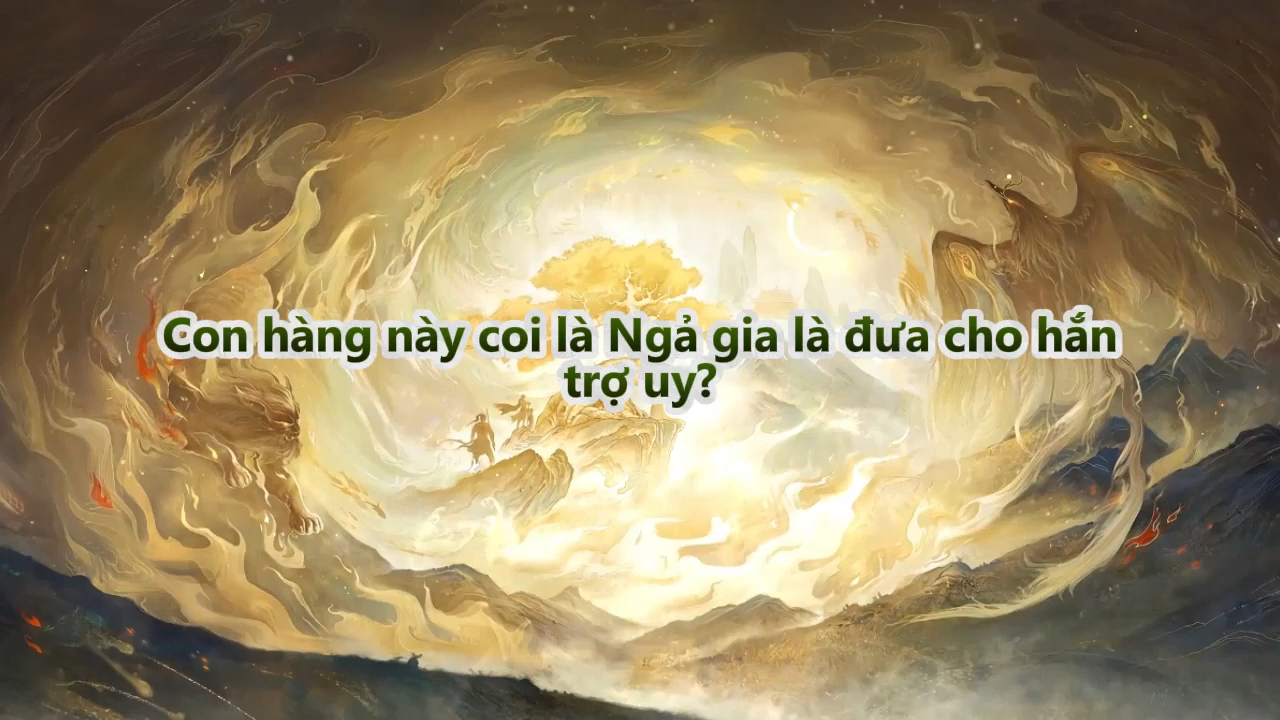 Con hàng này coi là Ngả gia là đưa cho hắn
trợ uy?